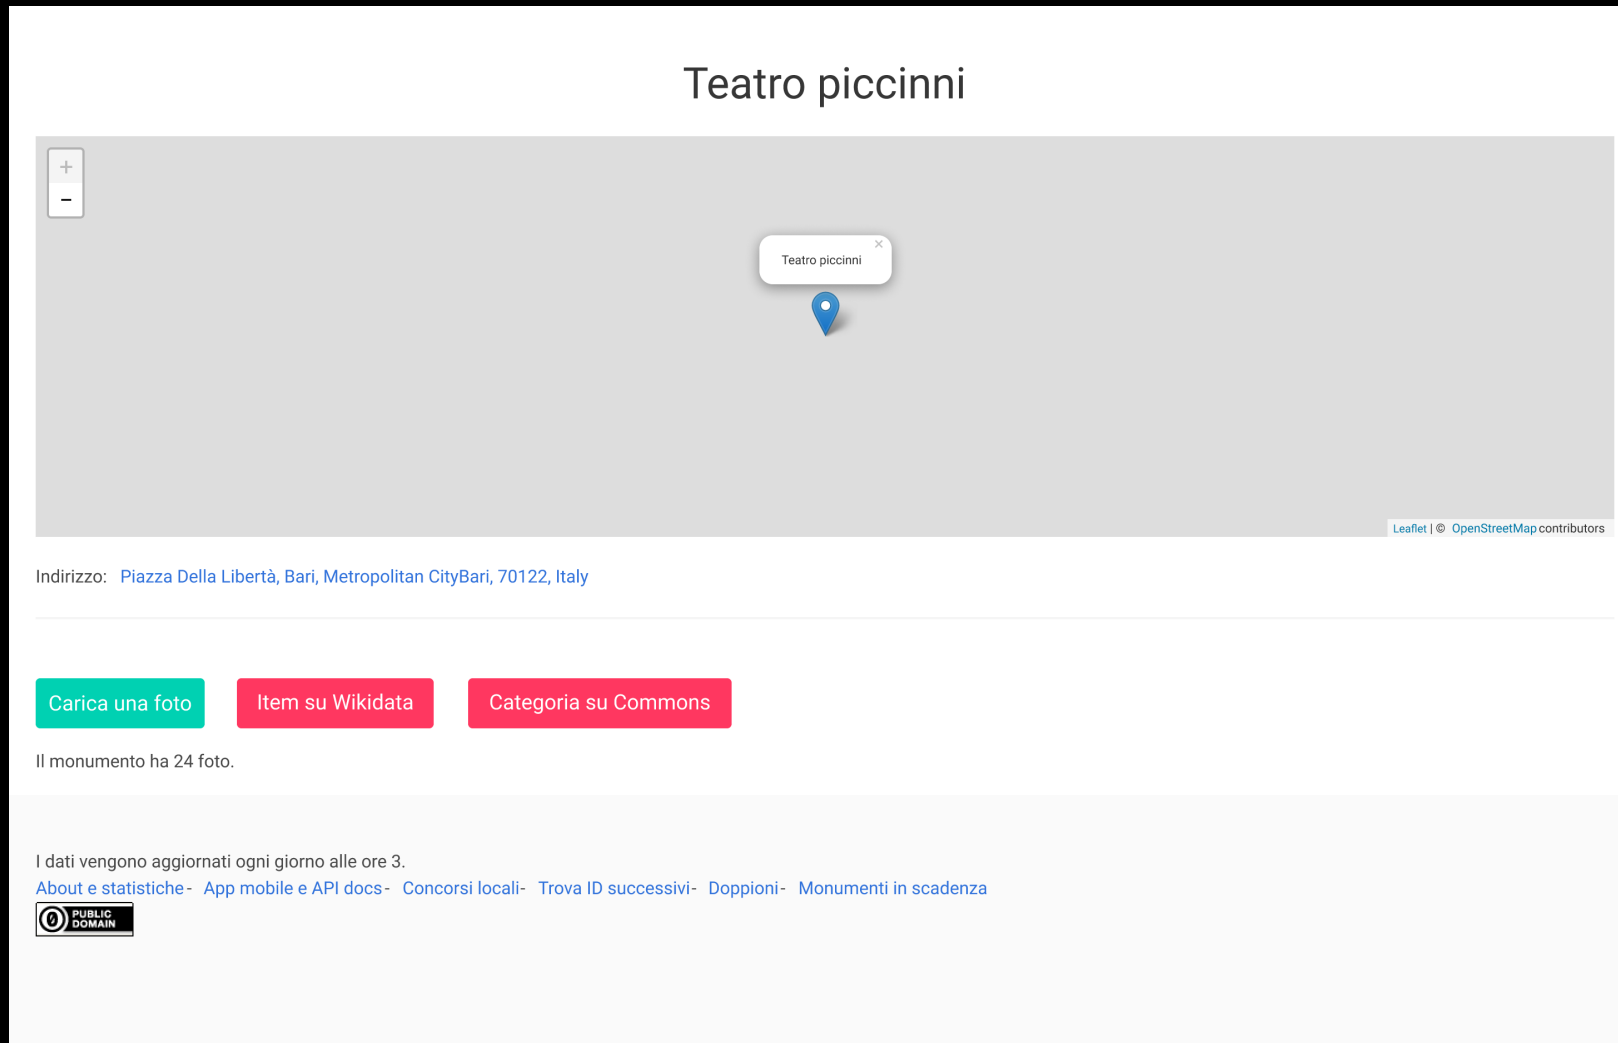 Teatro piccinni
+
−
Teatro piccinni ×
Leaflet | © OpenStreetMap contributors
Indirizzo: Piazza Della Libertà, Bari, Metropolitan CityBari, 70122, Italy
Carica una foto Item su Wikidata Categoria su Commons
Il monumento ha 24 foto.
I dati vengono aggiornati ogni giorno alle ore 3.
About e statistiche - App mobile e API docs - Concorsi locali - Trova ID successivi - Doppioni - Monumenti in scadenza
0 PUBLIC
DOMAIN